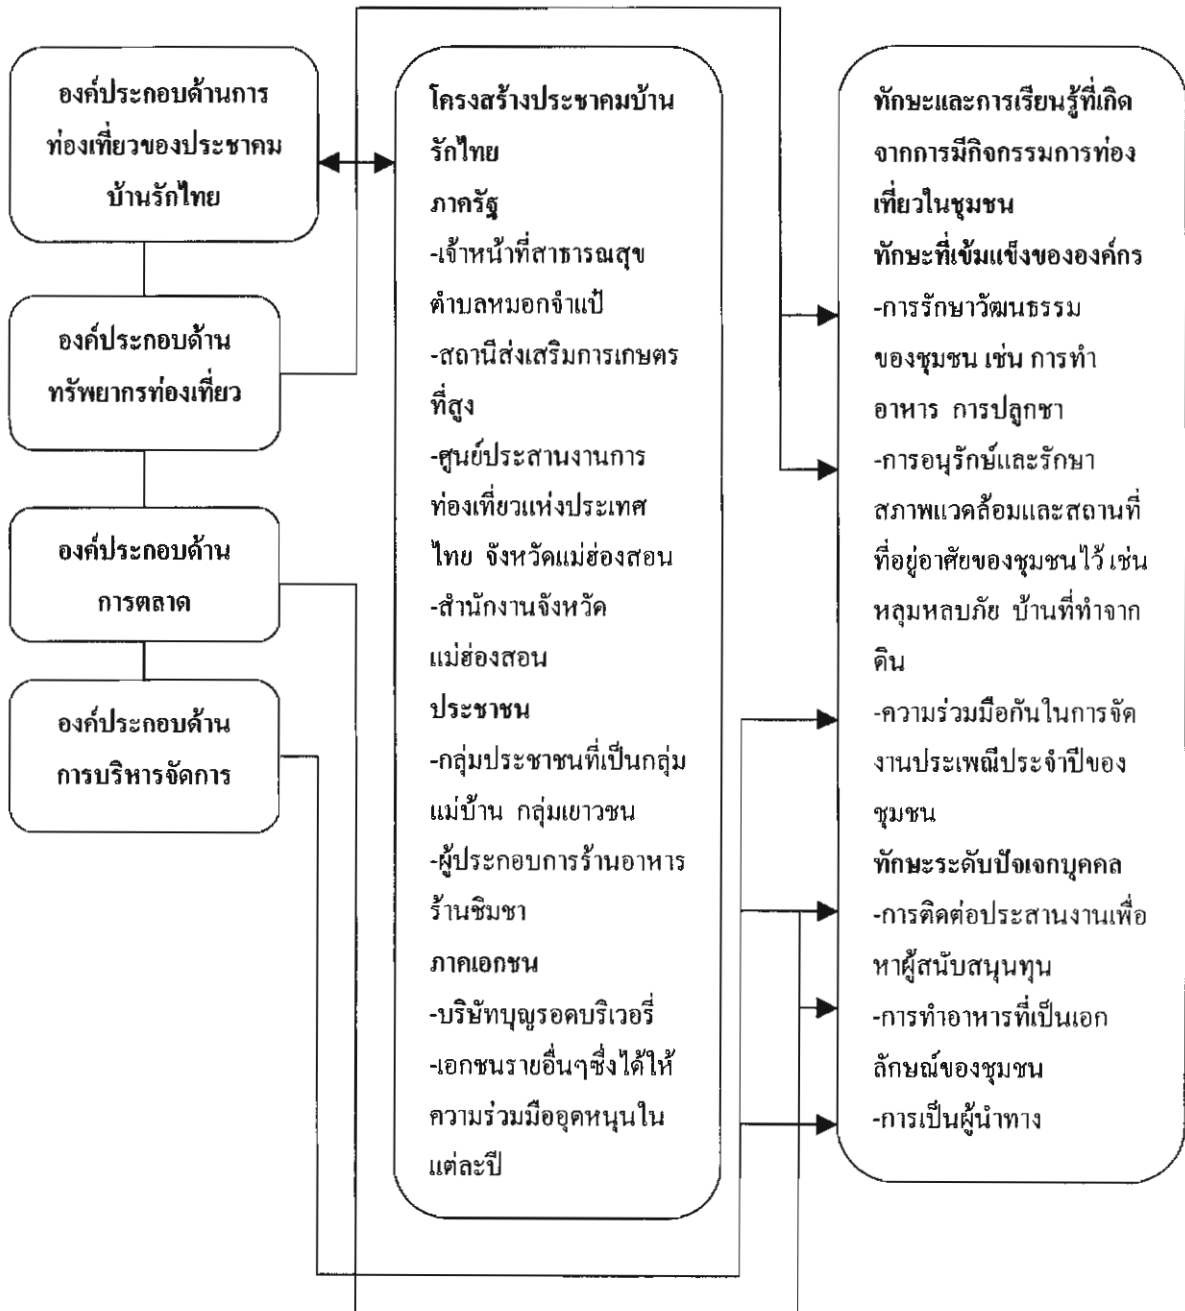 องค์ประกอบด้านการ
ท่องเที่ยวของประชาคม
บ้านรักไทย
องค์ประกอบด้าน
ทรัพยากรท่องเที่ยว
องค์ประกอบด้าน
การตลาด
องค์ประกอบด้าน
การบริหารจัดการ
โครงสร้างประชาคมบ้าน
รักไทย
ภาครัฐ
-เจ้าหน้าที่สาธารณสุข
ตำบลหมอกจำแป่
-สถานีส่งเสริมการเกษตร
ที่สูง
-ศูนย์ประสานงานการ
ท่องเที่ยวแห่งประเทศ
ไทย จังหวัดแม่ฮ่องสอน
-สำนักงานจังหวัด
แม่ฮ่องสอน
ประชาชน
-กลุ่มประชาชนที่เป็นกลุ่ม
แม่บ้าน กลุ่มเยาวชน
-ผู้ประกอบการร้านอาหาร
ร้านชิมชา
ภาคเอกชน
-บริษัทบุญรอดบริเวอรี่
-เอกชนรายอื่นๆซึ่งได้ให้
ความร่วมมืออุดหนุนใน
แต่ละปี
ทักษะและการเรียนรู้ที่เกิด
จากการมีกิจกรรมการท่อง
เที่ยวในชุมชน
ทักษะที่เข้มแข็งขององค์กร
-การรักษาวัฒนธรรม
ของชุมชน เช่น การทำ
อาหาร การปลูกชา
-การอนุรักษ์และรักษา
สภาพแวดล้อมและสถานที่
ที่อยู่อาศัยของชุมชนไว้ เช่น
หลุมหลบภัย บ้านที่ทำจาก
ดิน
-ความร่วมมือกันในการจัด
งานประเพณีประจำปีของ
ชุมชน
ทักษะระดับปัจเจกบุคคล
-การติดต่อประสานงานเพื่อ
หาผู้สนับสนุนทุน
-การทำอาหารที่เป็นเอก
ลักษณ์ของชุมชน
-การเป็นผู้นำทาง